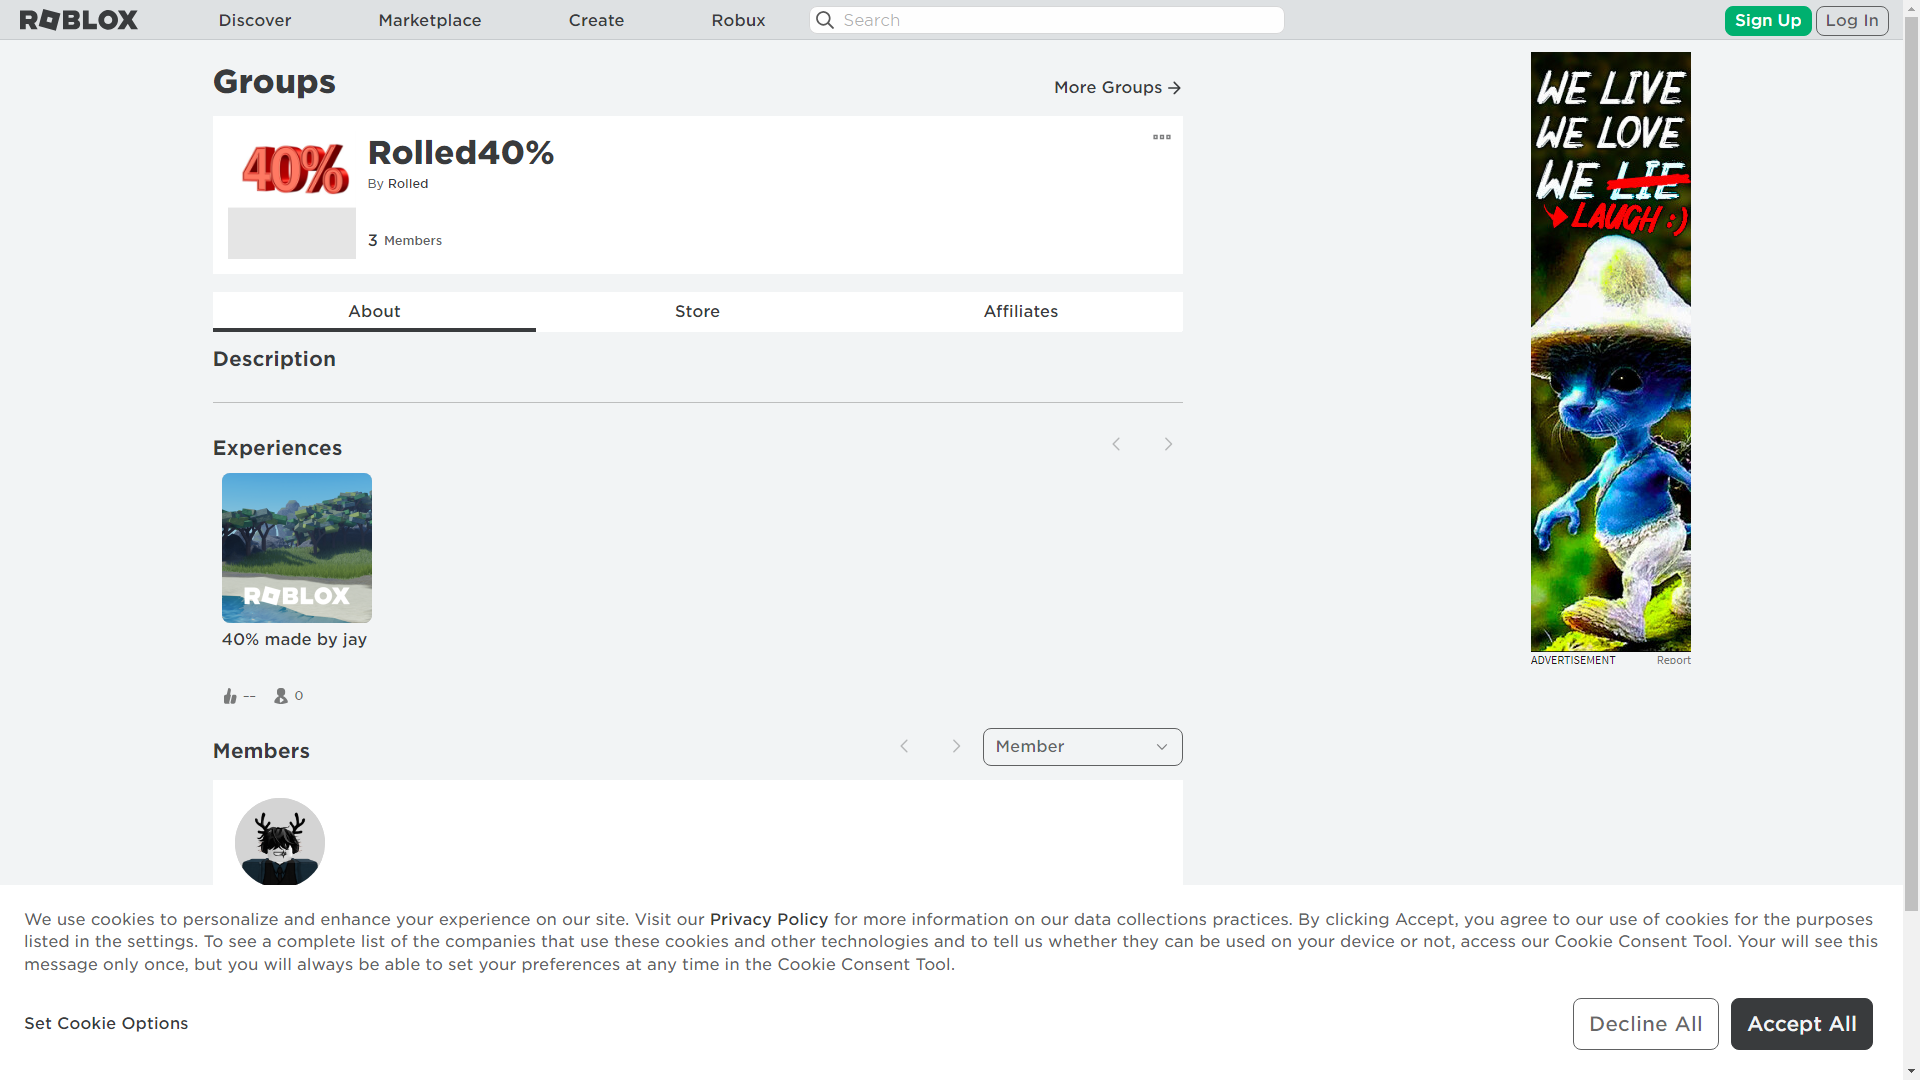 ROBLOX
Discover
Marketplace
Create
Robux
Search
Sign Up
Log In
Groups
More Groups
40%
Rolled40%
By Rolled
3 Members
About
Store
Affiliates
Description
Experiences
ROBLOX
40% made by jay
--
0
Members
Member
WE LIVE
WE LOVE
WE LIE
LAUGH :)
ADVERTISEMENT
Report
We use cookies to personalize and enhance your experience on our site. Visit our Privacy Policy for more information on our data collections practices. By clicking Accept, you agree to our use of cookies for the purposes
listed in the settings. To see a complete list of the companies that use these cookies and other technologies and to tell us whether they can be used on your device or not, access our Cookie Consent Tool. Your will see this
message only once, but you will always be able to set your preferences at any time in the Cookie Consent Tool.
Set Cookie Options
Decline All
Accept All